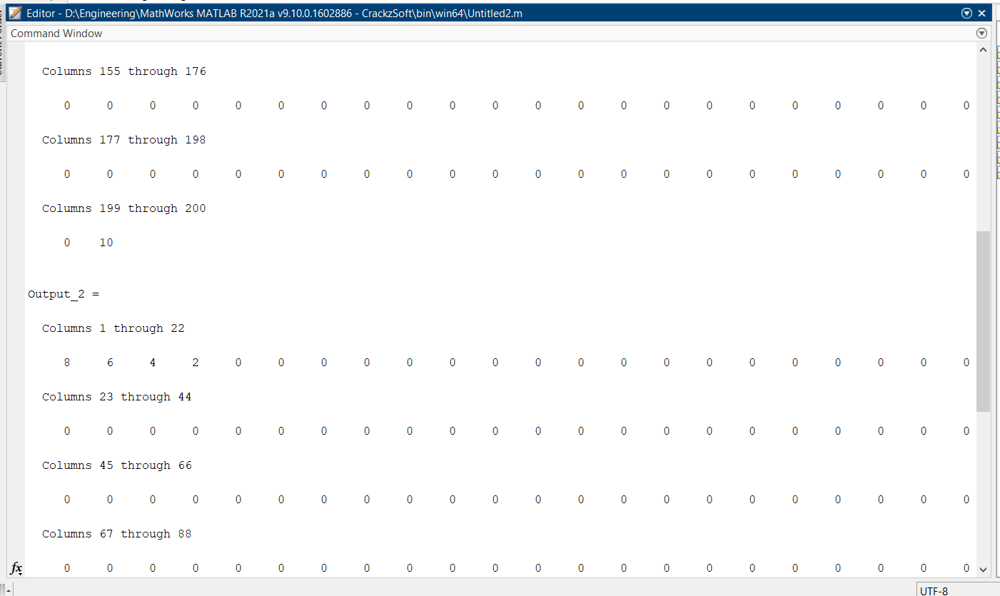 Editor - D:\Engineering\MathWorks MATLAB R2021a v9.10.0.1602886 - CrackzSoft\bin\win64\Untitled2.m
Command Window
Columns 155 through 176
0 0 0 0 0 0 0 0 0 0 0 0 0 0 0 0 0 0 0 0 0 0
Columns 177 through 198
0 0 0 0 0 0 0 0 0 0 0 0 0 0 0 0 0 0 0 0 0 0
Columns 199 through 200
0 10
Output_2 =
Columns 1 through 22
8 6 4 2 0 0 0 0 0 0 0 0 0 0 0 0 0 0 0 0 0 0
Columns 23 through 44
0 0 0 0 0 0 0 0 0 0 0 0 0 0 0 0 0 0 0 0 0 0
Columns 45 through 66
0 0 0 0 0 0 0 0 0 0 0 0 0 0 0 0 0 0 0 0 0 0
Columns 67 through 88
fx 0 0 0 0 0 0 0 0 0 0 0 0 0 0 0 0 0 0 0 0 0 0
UTF-8